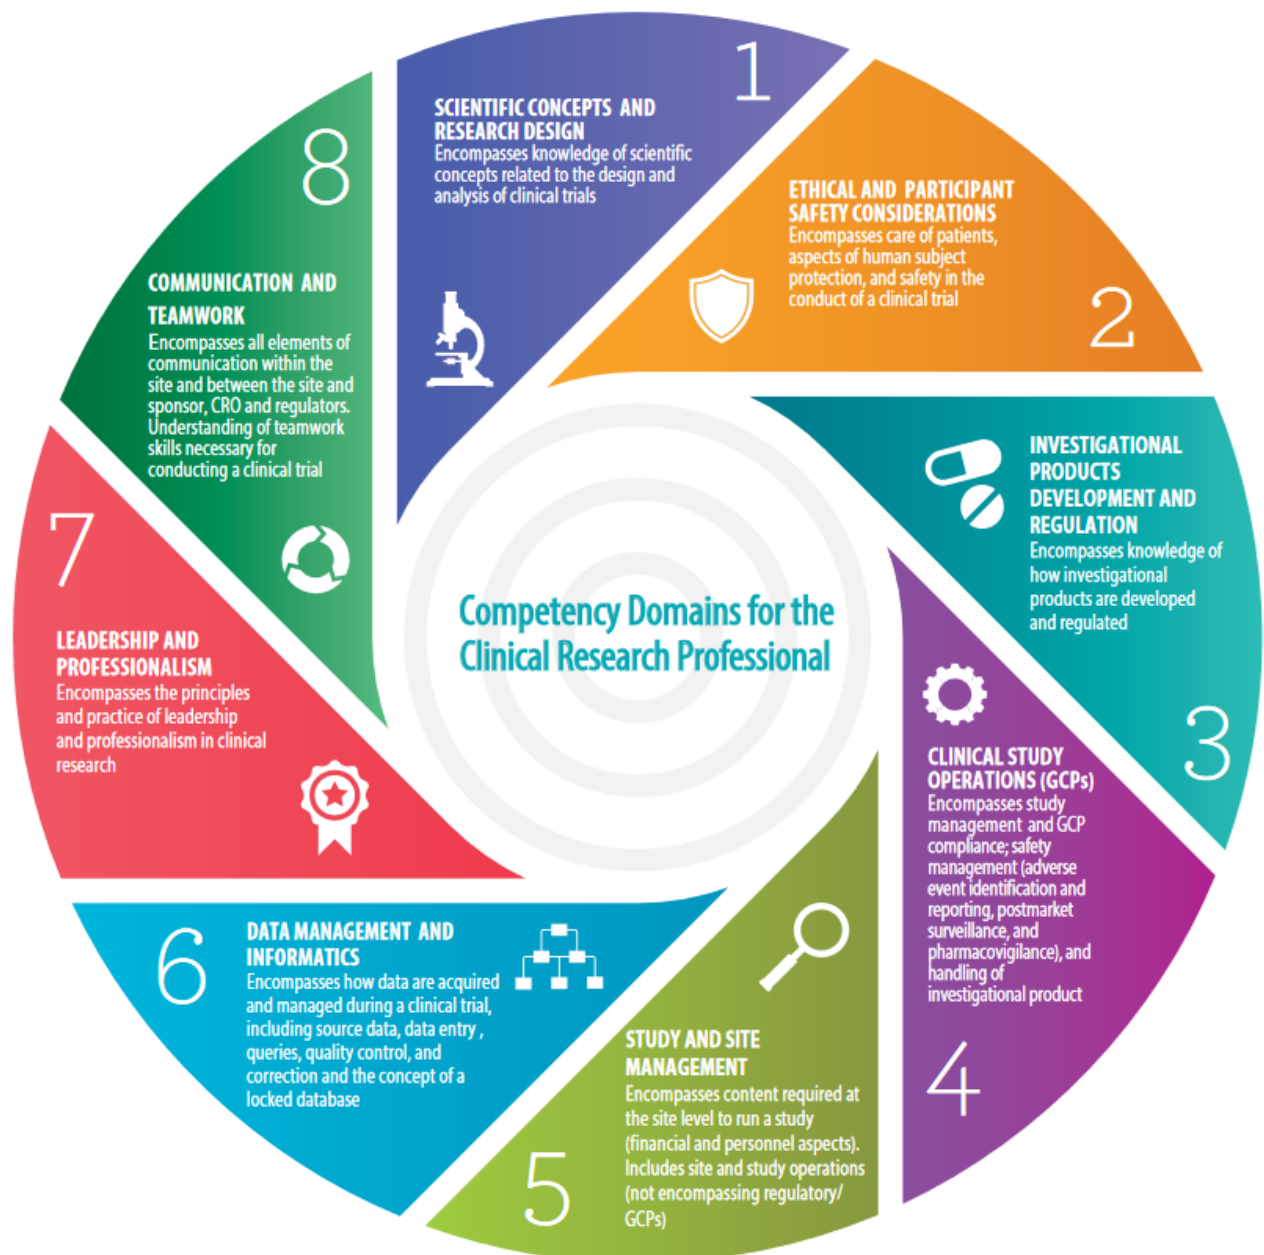 Competency Domains for the
Clinical Research Professional
1
SCIENTIFIC CONCEPTS AND
RESEARCH DESIGN
Encompasses knowledge of scientific
concepts related to the design and
analysis of clinical trials
2
ETHICAL AND PARTICIPANT
SAFETY CONSIDERATIONS
Encompasses care of patients,
aspects of human subject
protection, and safety in the
conduct of a clinical trial
3
INVESTIGATIONAL
PRODUCTS
DEVELOPMENT AND
REGULATION
Encompasses knowledge of
how investigational
products are developed
and regulated
4
CLINICAL STUDY
OPERATIONS (GCPs)
Encompasses study
management and GCP
compliance; safety
management (adverse
event identification and
reporting, postmarket
surveillance, and
pharmacovigilance), and
handling of
investigational product
5
STUDY AND SITE
MANAGEMENT
Encompasses content required at
the site level to run a study
(financial and personnel aspects).
Includes site and study operations
(not encompassing regulatory/
GCPs)
6
DATA MANAGEMENT AND
INFORMATICS
Encompasses how data are acquired
and managed during a clinical trial,
including source data, data entry ,
queries, quality control, and
correction and the concept of a
locked database
7
LEADERSHIP AND
PROFESSIONALISM
Encompasses the principles
and practice of leadership
and professionalism in clinical
research
8
COMMUNICATION AND
TEAMWORK
Encompasses all elements of
communication within the
site and between the site and
sponsor, CRO and regulators.
Understanding of teamwork
skills necessary for
conducting a clinical trial